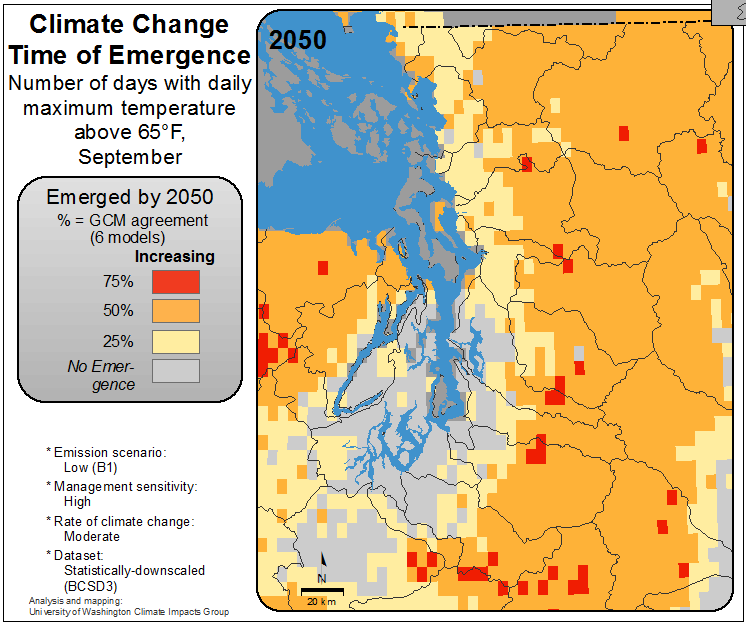 Climate Change
Time of Emergence
Number of days with daily
maximum temperature
above 65°F,
September
Emerged by 2050
% = GCM agreement
(6 models)
Increasing
75%
50%
25%
No Emer-
gence
* Emission scenario:
Low (B1)
* Management sensitivity:
High
* Rate of climate change:
Moderate
* Dataset:
Statistically-downscaled
(BCSD3)
Analysis and mapping:
University of Washington Climate Impacts Group
2050
N
20 km